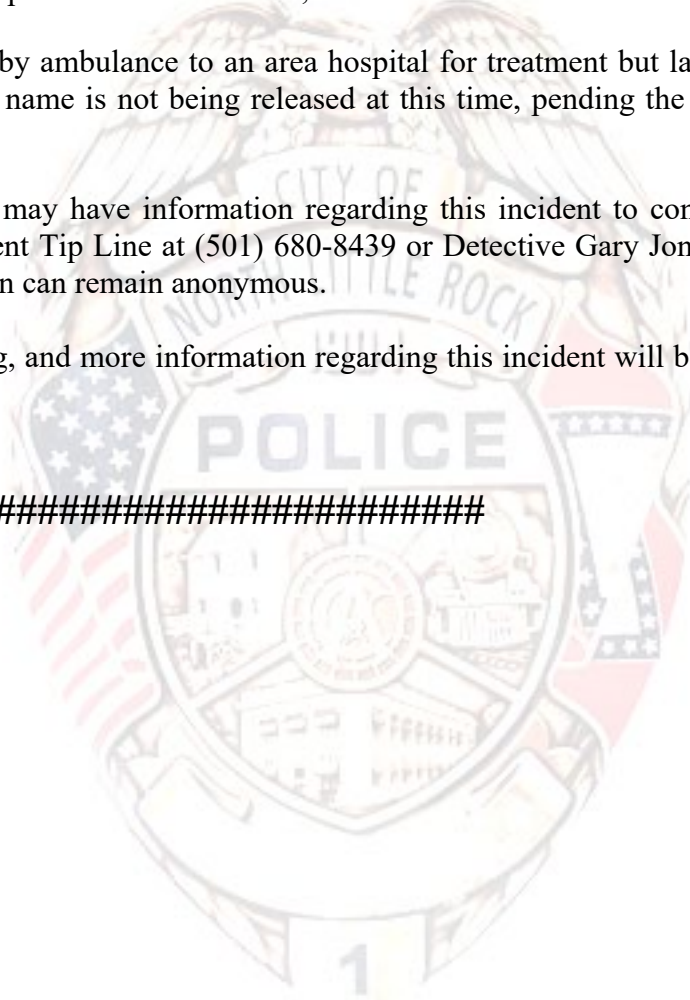 by ambulance to an area hospital for treatment but la
name is not being released at this time, pending the
may have information regarding this incident to con
ent Tip Line at (501) 680-8439 or Detective Gary Jon
n can remain anonymous.
g, and more information regarding this incident will b
######################
CITY OF
NORTH LITTLE ROCK
POLICE
1